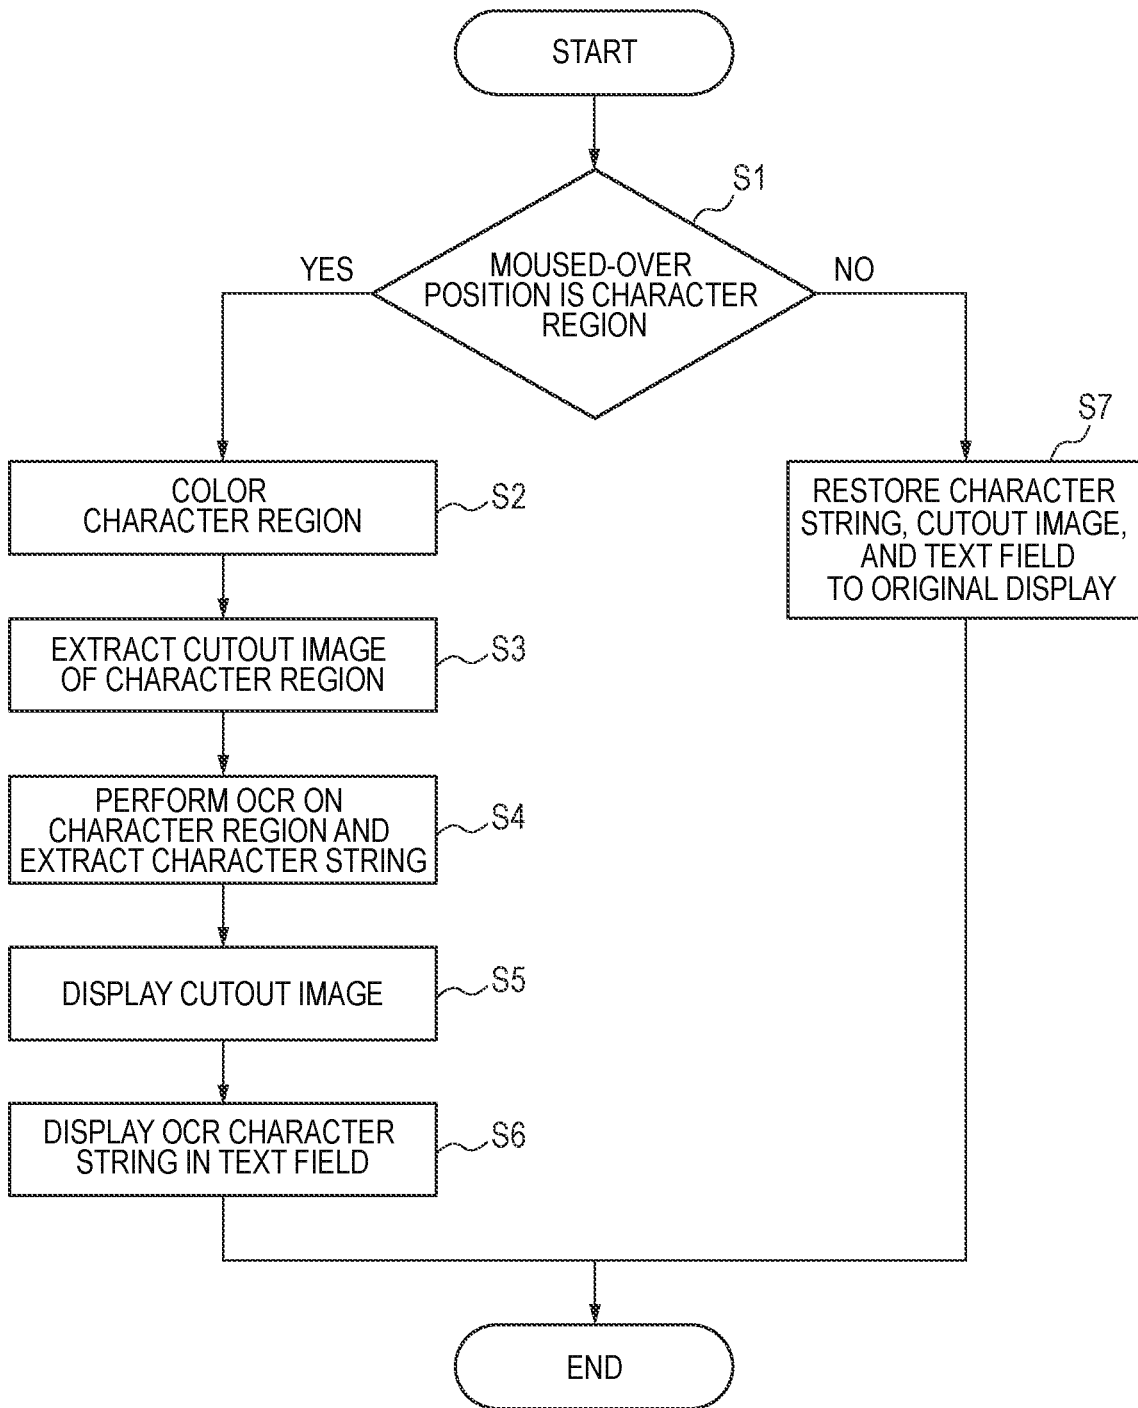 START
S1
YES
MOUSED-OVER
POSITION IS CHARACTER
REGION
NO
COLOR
CHARACTER REGION
S2
EXTRACT CUTOUT IMAGE
OF CHARACTER REGION
S3
PERFORM OCR ON
CHARACTER REGION AND
EXTRACT CHARACTER STRING
S4
DISPLAY CUTOUT IMAGE
S5
DISPLAY OCR CHARACTER
STRING IN TEXT FIELD
S6
S7
RESTORE CHARACTER
STRING, CUTOUT IMAGE,
AND TEXT FIELD
TO ORIGINAL DISPLAY
END